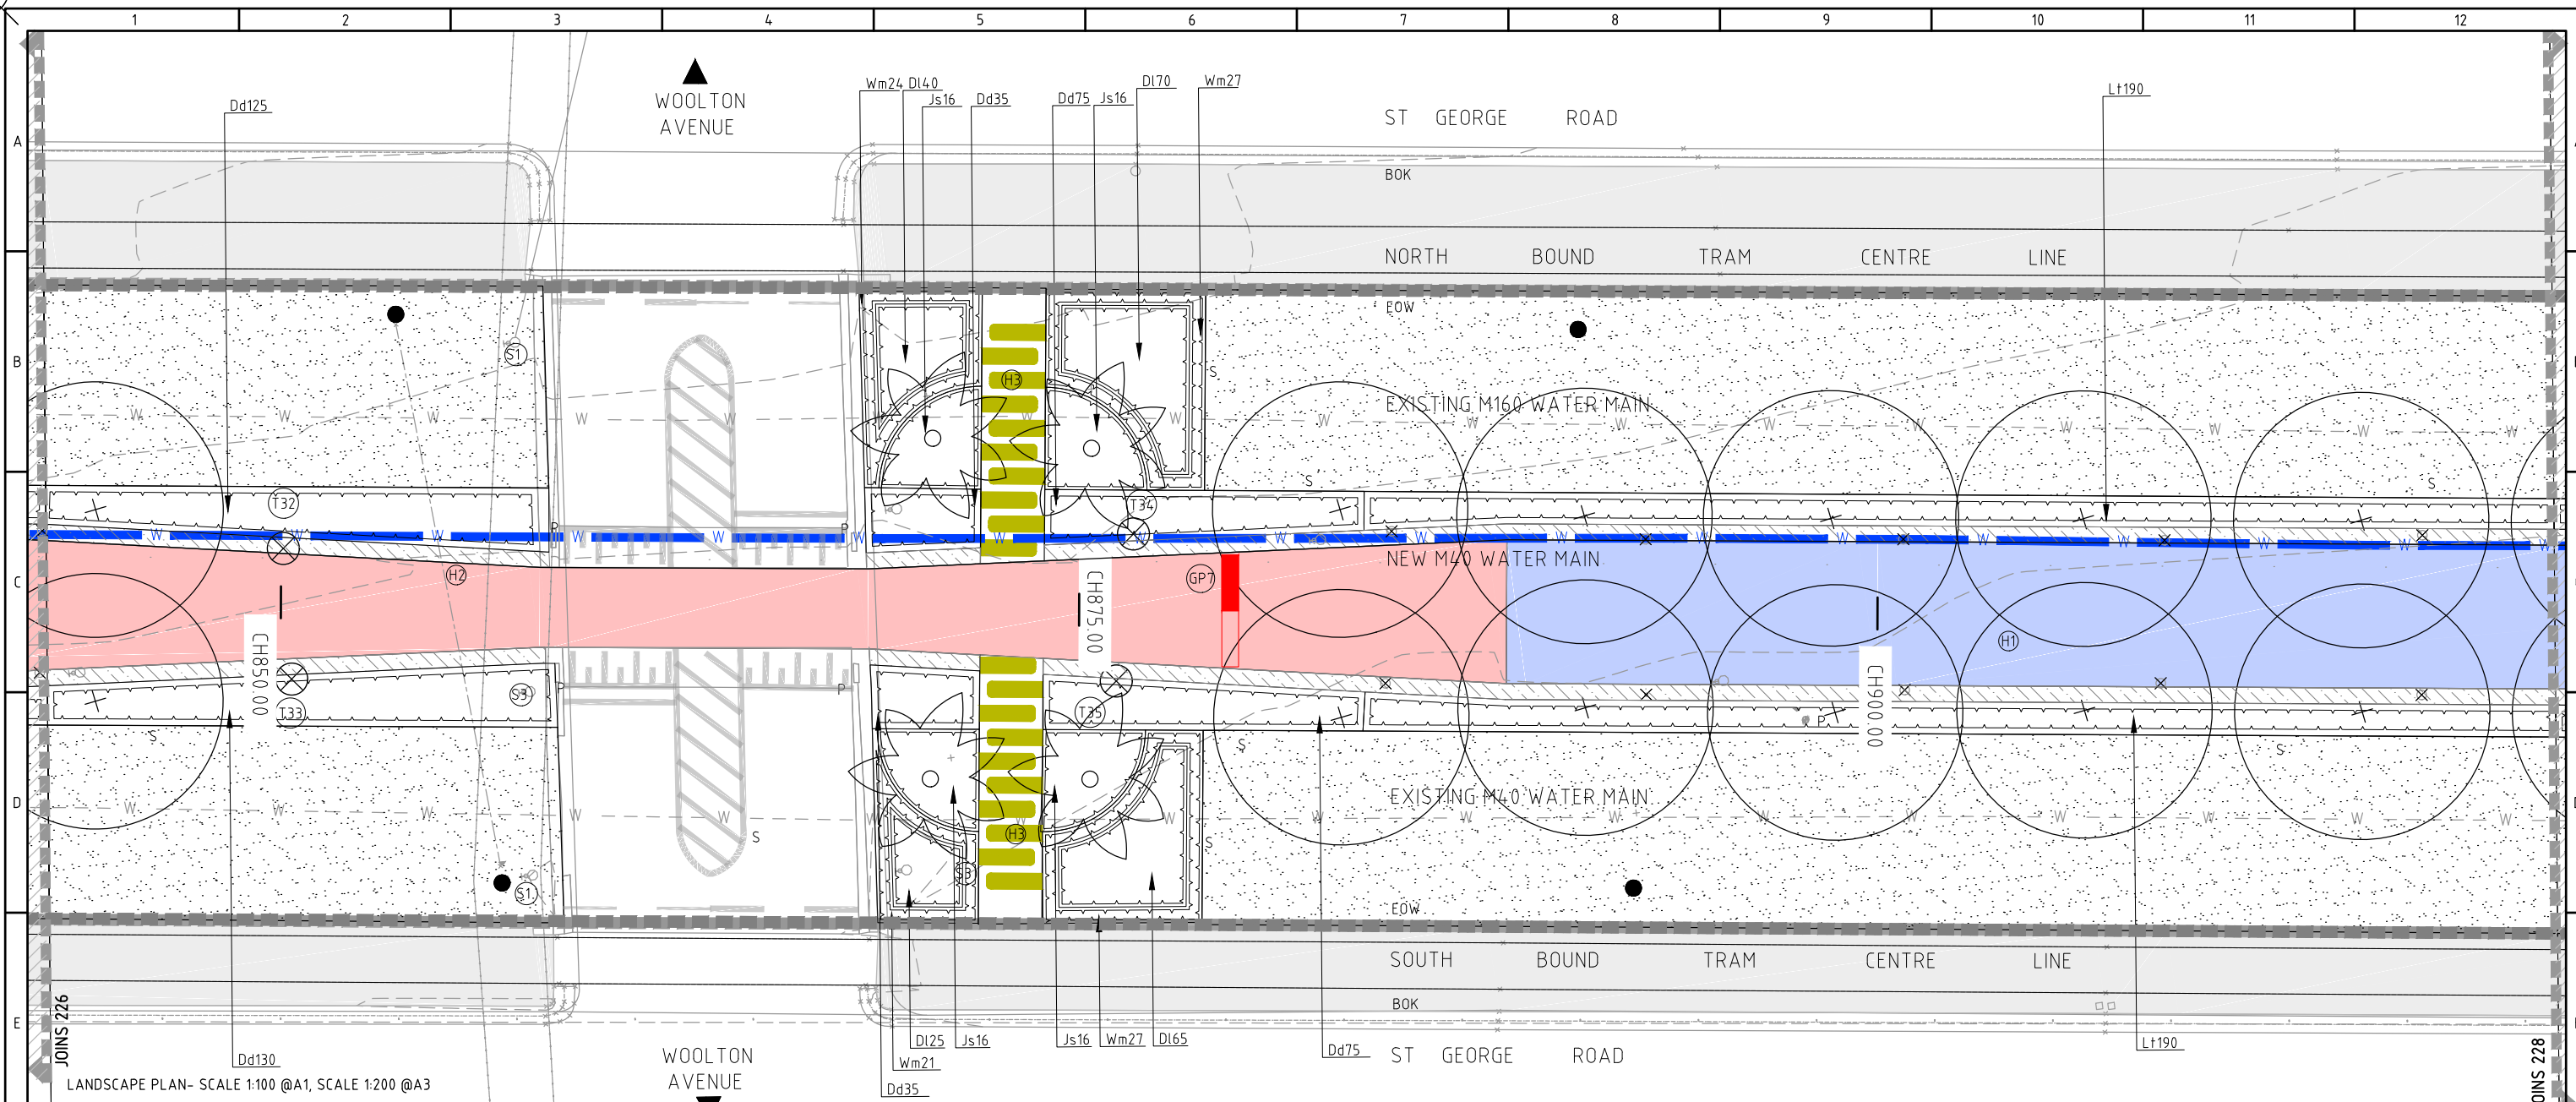 1 2 3 4 5 6 7 8 9 10 11 12
WOOLTON
AVENUE
Dd125
Wm24 Dl40
Js16
Dd35
Dd75
Js16
Dl70
Wm27
ST GEORGE ROAD
Lt190
A
BOK
NORTH BOUND TRAM CENTRE LINE
EOW
B
S1
H3
S
EXISTING M160 WATER MAIN
W W W W W W W W W W W W W W
S
S
T32
T34
P P
W W W W W W W W W W W W W W W W W W
NEW M40 WATER MAIN
C
H2
GP7
H1
CH850.00
CH875.00
CH900.00
S3
P P
T33
T35
P
S
S
S
EXISTING M40 WATER MAIN
D
W W W W W W W W W W W W W W
S
H3
S
S3
S1
EOW
SOUTH BOUND TRAM CENTRE LINE
BOK
E
JOINS 226
Dd130
WOOLTON
AVENUE
Dl25
Wm21
Dd35
Js16
Js16
Wm27
Dl65
Dd75
ST GEORGE ROAD
Lt190
JOINS 228
LANDSCAPE PLAN- SCALE 1:100 @A1, SCALE 1:200 @A3